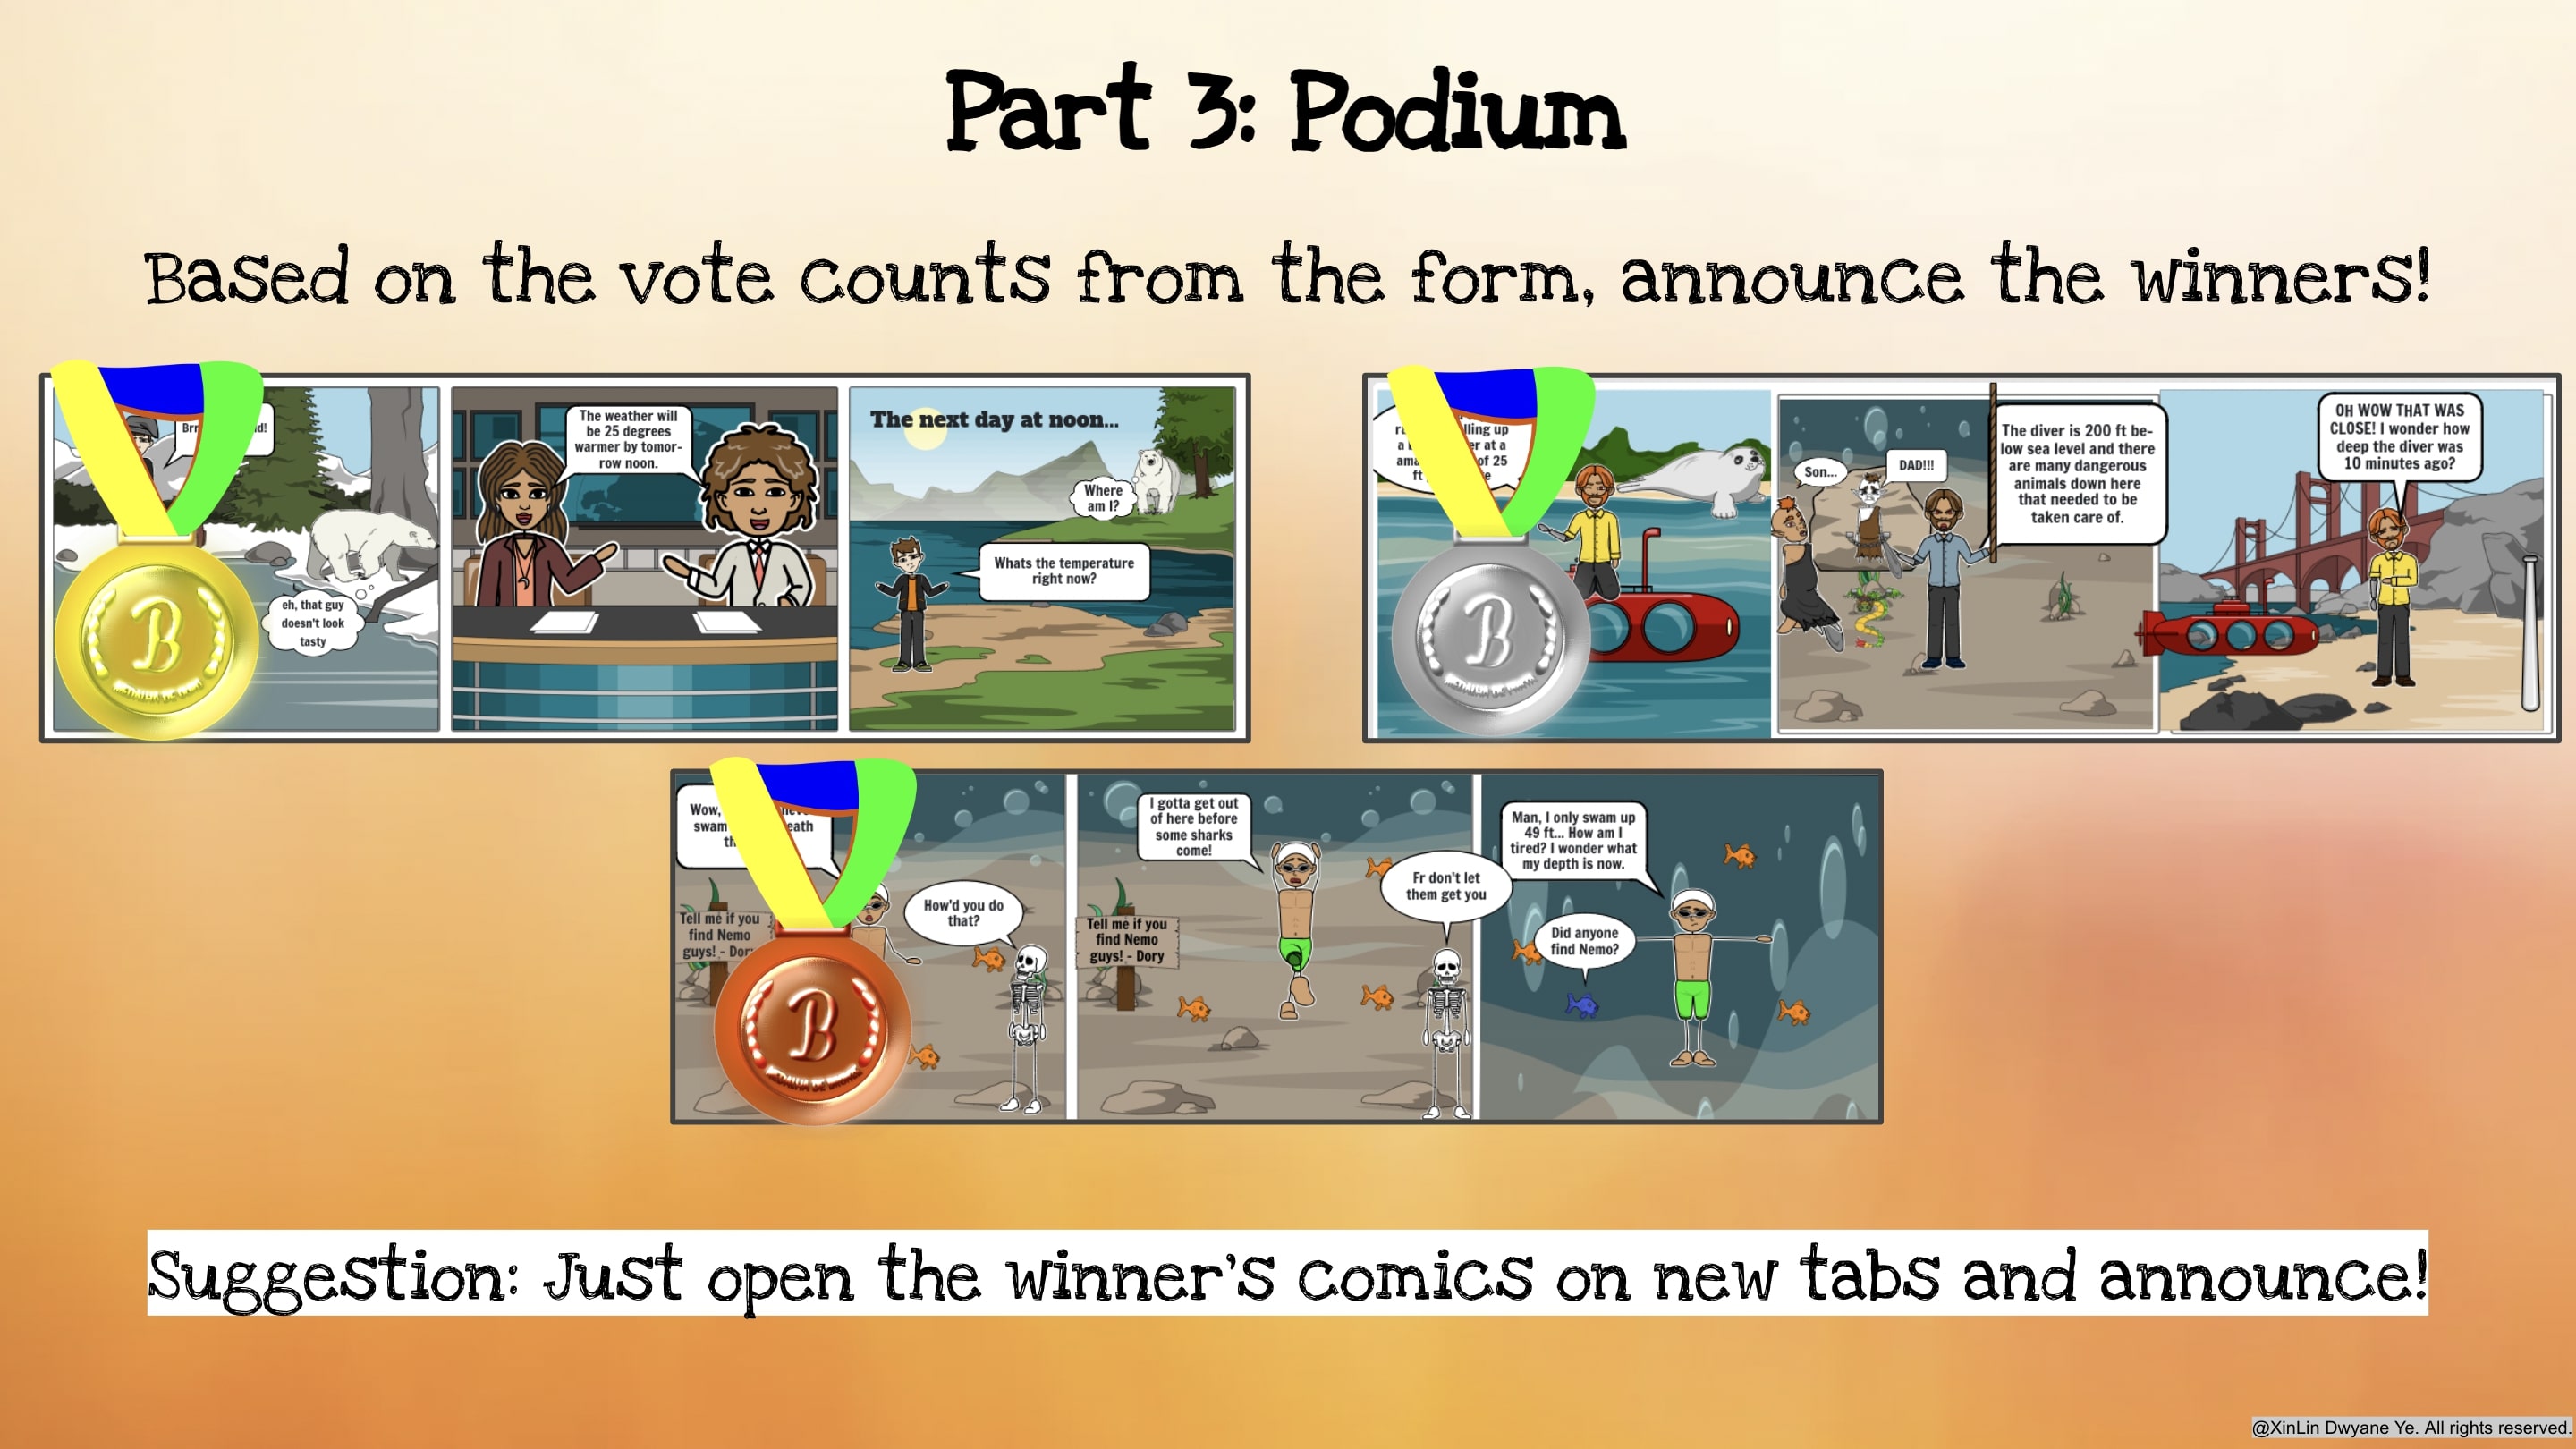 Part 3: Podium
Based on the vote counts from the form, announce the winners!
eh, that guy
doesn't look
tasty
B
The weather will
be 25 degrees
warmer by tomor-
row noon.
The next day at noon...
Where
am I?
Whats the temperature
right now?
lling up
of 25
B
Son...
DAD!!!
The diver is 200 ft be-
low sea level and there
are many dangerous
animals down here
that needed to be
taken care of.
OH WOW THAT WAS
CLOSE! I wonder how
deep the diver was
10 minutes ago?
Wow,
swam
Tell me if you
find Nemo
guys! -
B
How'd you do
that?
I gotta get out
of here before
some sharks
come!
Tell me if you
find Nemo
guys! - Dory
Fr don't let
them get you
Man, I only swam up
49 ft... How am I
tired? I wonder what
my depth is now.
Did anyone
find Nemo?
Suggestion: Just open the winner's comics on new tabs and announce!
@XinLin Dwyane Ye. All rights reserved.